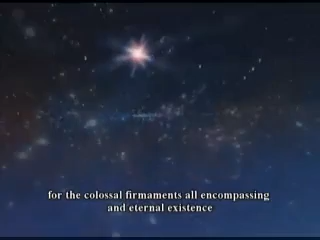 for the colossal firmaments all encompassing
and eternal existence